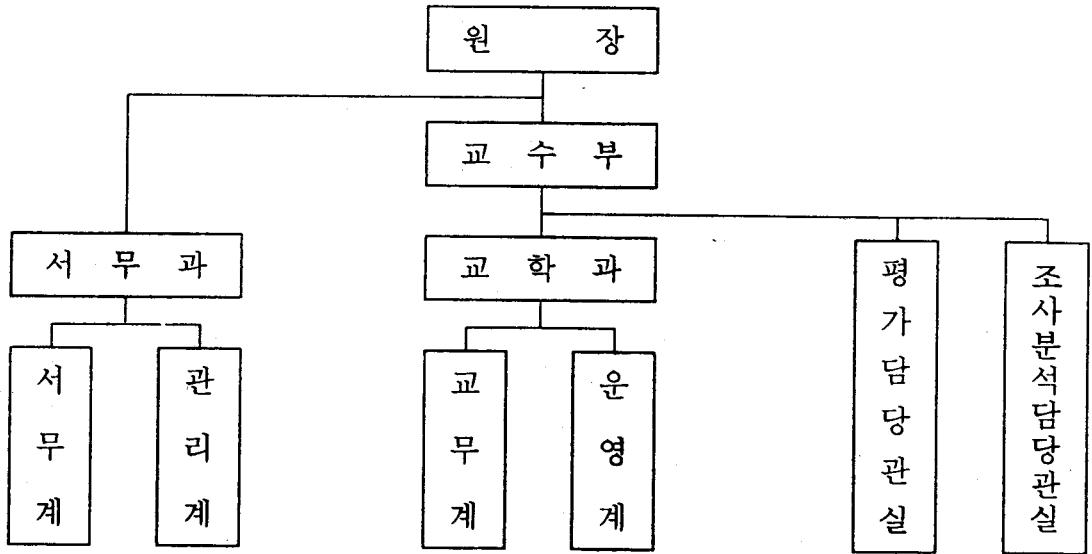 원 장
교 수 부
서 무 과
교 학 과
서무계
관리계
교무계
운영계
평가담당관실
조사분석담당관실